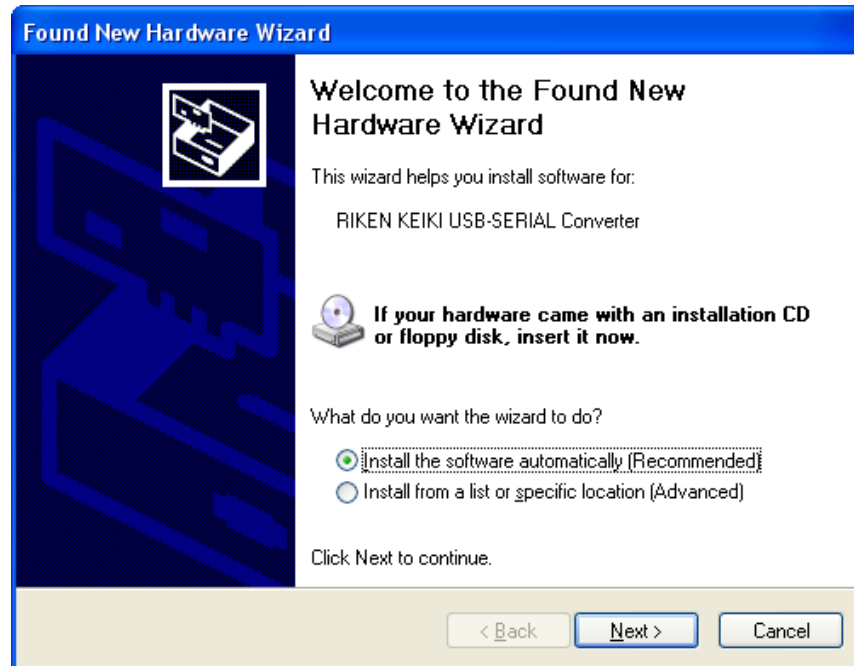 Found New Hardware Wizard
Welcome to the Found New
Hardware Wizard
This wizard helps you install software for:
RIKEN KEIKI USB-SERIAL Converter
If your hardware came with an installation CD
or floppy disk, insert it now.
What do you want the wizard to do?
Install the software automatically (Recommended)
Install from a list or specific location (Advanced)
Click Next to continue.
< Back Next > Cancel